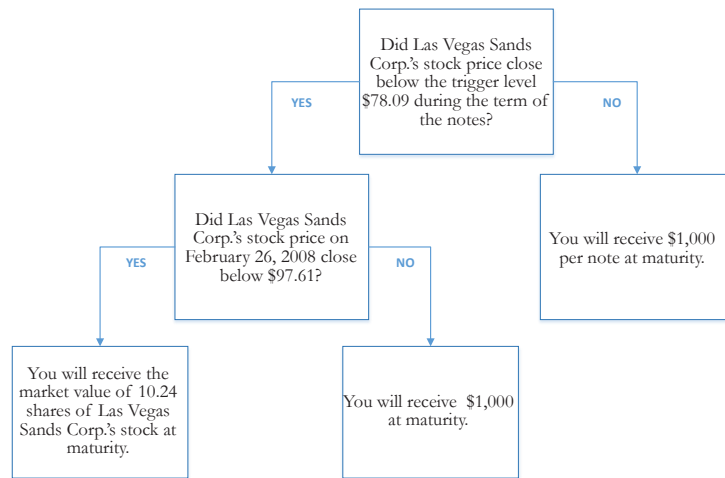 Did Las Vegas Sands
Corp.'s stock price close
below the trigger level
$78.09 during the term of
the notes?
YES
NO
Did Las Vegas Sands
Corp.'s stock price on
February 26, 2008 close
below $97.61?
You will receive $1,000
per note at maturity.
YES
NO
You will receive the
market value of 10.24
shares of Las Vegas
Sands Corp.'s stock at
maturity.
You will receive $1,000
at maturity.